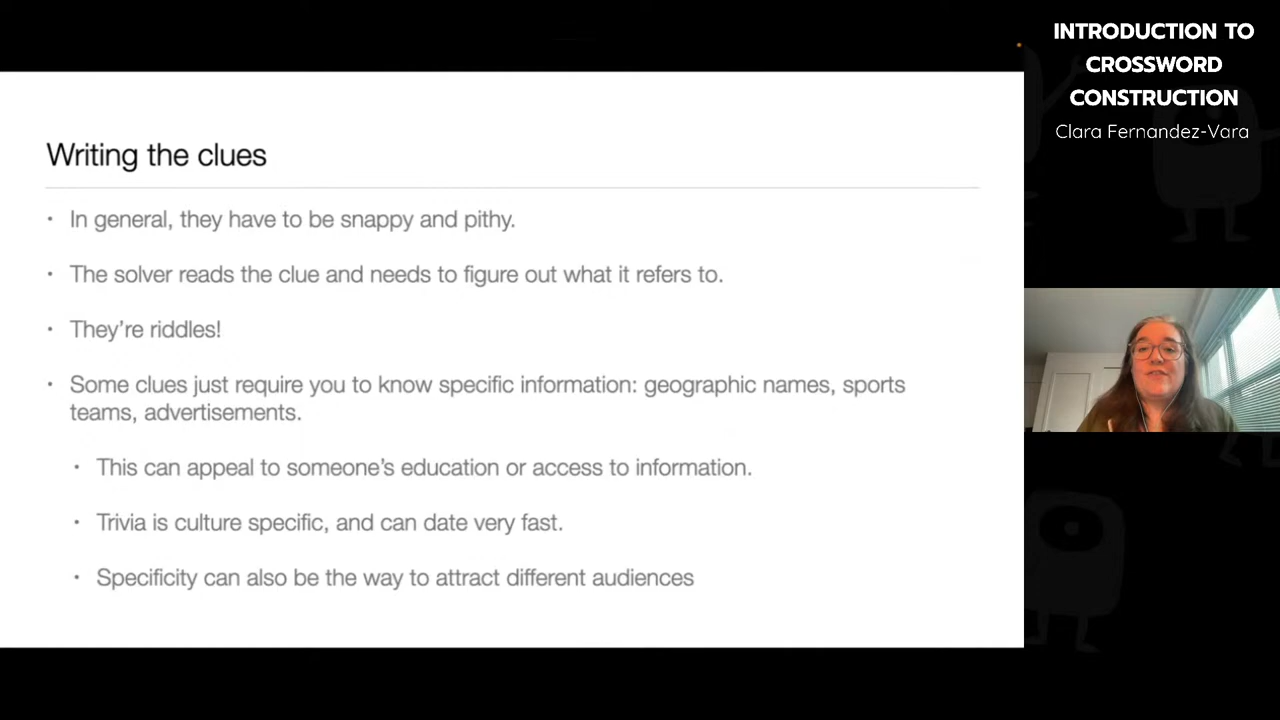 INTRODUCTION TO
CROSSWORD
CONSTRUCTION
Clara Fernandez-Vara
Writing the clues
• In general, they have to be snappy and pithy.
• The solver reads the clue and needs to figure out what it refers to.
• They’re riddles!
• Some clues just require you to know specific information: geographic names, sports
teams, advertisements.
• This can appeal to someone’s education or access to information.
• Trivia is culture specific, and can date very fast.
• Specificity can also be the way to attract different audiences